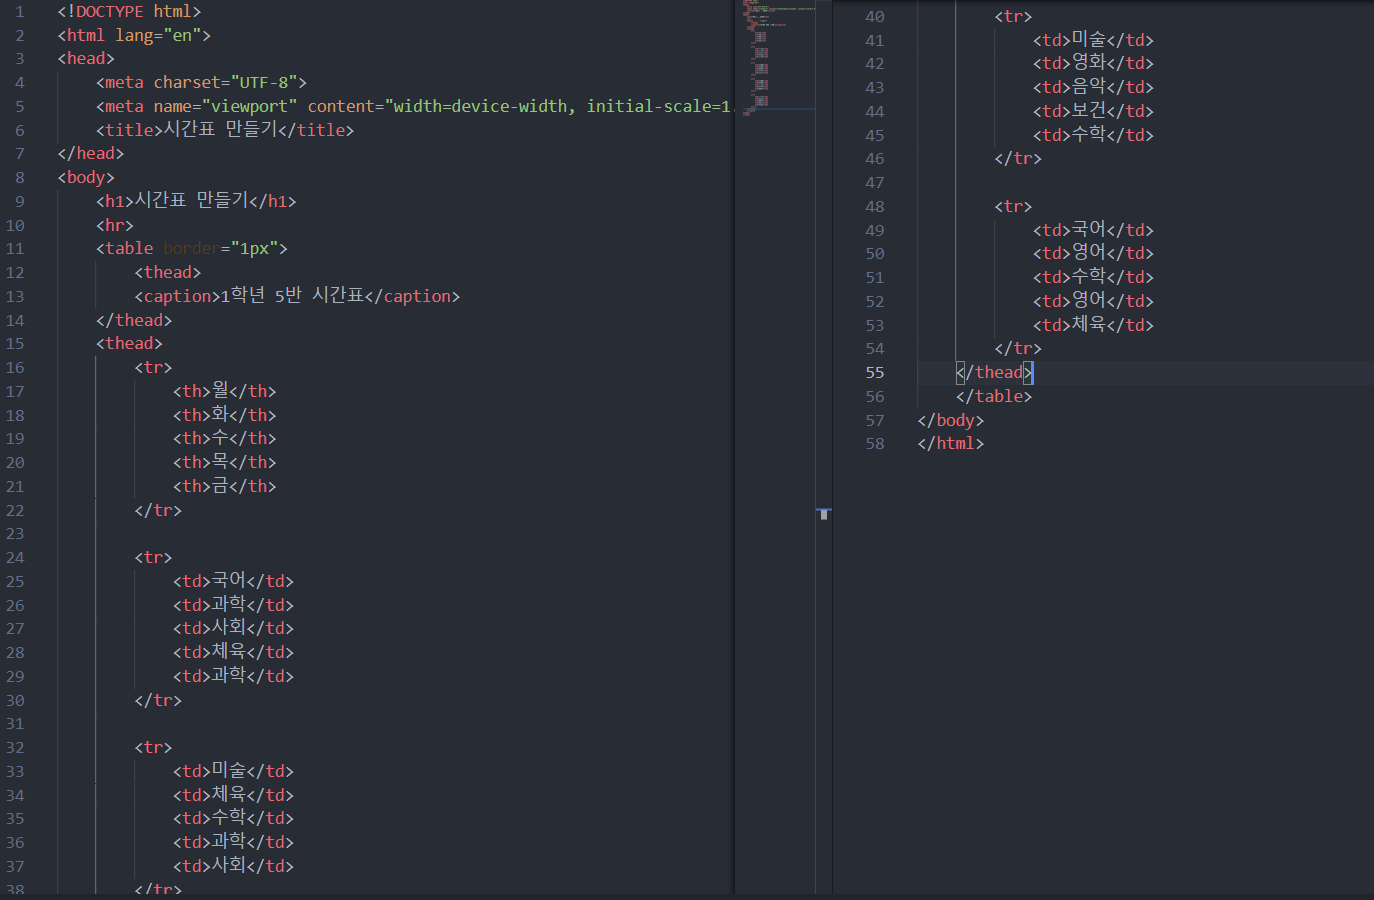 1 <!DOCTYPE html>
2 <html lang="en">
3 <head>
4 <meta charset="UTF-8">
5 <meta name="viewport" content="width=device-width, initial-scale=1.
6 <title>시간표 만들기</title>
7 </head>
8 <body>
9 <h1>시간표 만들기</h1>
10 <hr>
11 <table border="1px">
12 <thead>
13 <caption>1학년 5반 시간표</caption>
14 </thead>
15 <thead>
16 <tr>
17 <th>월</th>
18 <th>화</th>
19 <th>수</th>
20 <th>목</th>
21 <th>금</th>
22 </tr>
23
24 <tr>
25 <td>국어</td>
26 <td>과학</td>
27 <td>사회</td>
28 <td>체육</td>
29 <td>과학</td>
30 </tr>
31
32 <tr>
33 <td>미술</td>
34 <td>체육</td>
35 <td>수학</td>
36 <td>과학</td>
37 <td>사회</td>
38 </tr>
40 <tr>
41 <td>미술</td>
42 <td>영화</td>
43 <td>음악</td>
44 <td>보건</td>
45 <td>수학</td>
46 </tr>
47
48 <tr>
49 <td>국어</td>
50 <td>영어</td>
51 <td>수학</td>
52 <td>영어</td>
53 <td>체육</td>
54 </tr>
55 </thead>
56 </table>
57 </body>
58 </html>